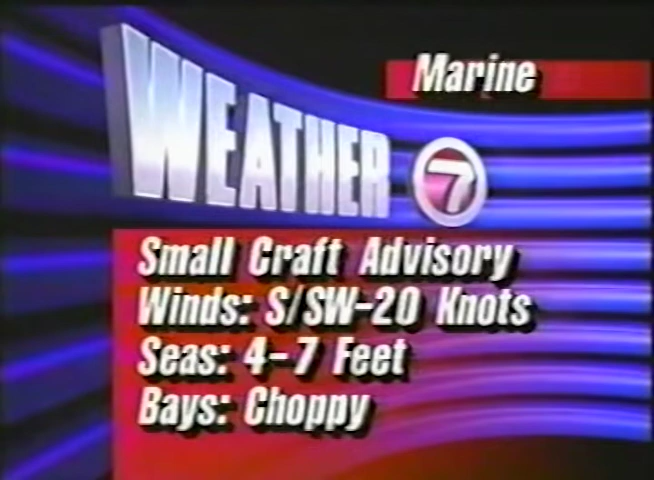 Marine
WEATHER 7
Small Craft Advisory
Winds: S/SW-20 Knots
Seas: 4-7 Feet
Bays: Choppy